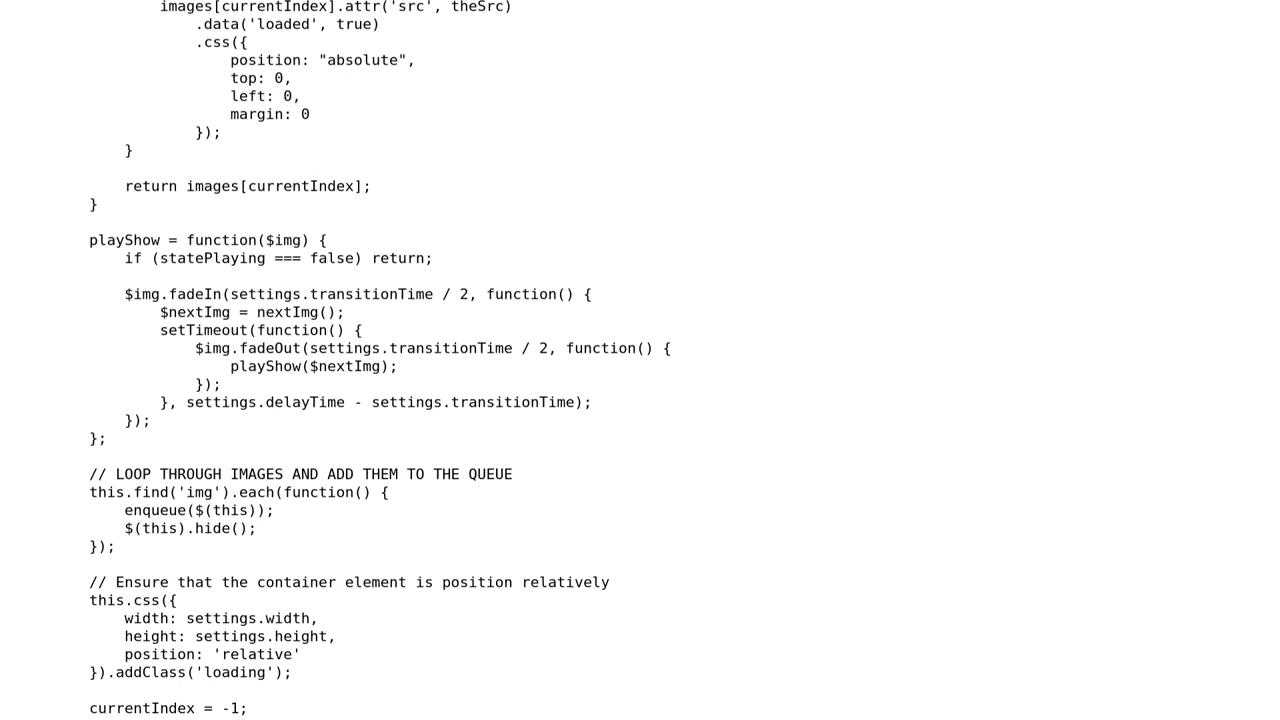 images[currentIndex].attr('src', theSrc)
.data('loaded', true)
.css({
position: "absolute",
top: 0,
left: 0,
margin: 0
});
}
return images[currentIndex];
}
playShow = function($img) {
if (statePlaying === false) return;
$img.fadeIn(settings.transitionTime / 2, function() {
$nextImg = nextImg();
setTimeout(function() {
$img.fadeOut(settings.transitionTime / 2, function() {
playShow($nextImg);
});
}, settings.delayTime - settings.transitionTime);
});
};
// LOOP THROUGH IMAGES AND ADD THEM TO THE QUEUE
this.find('img').each(function() {
enqueue($(this));
$(this).hide();
});
// Ensure that the container element is position relatively
this.css({
width: settings.width,
height: settings.height,
position: 'relative'
}).addClass('loading');
currentIndex = -1;